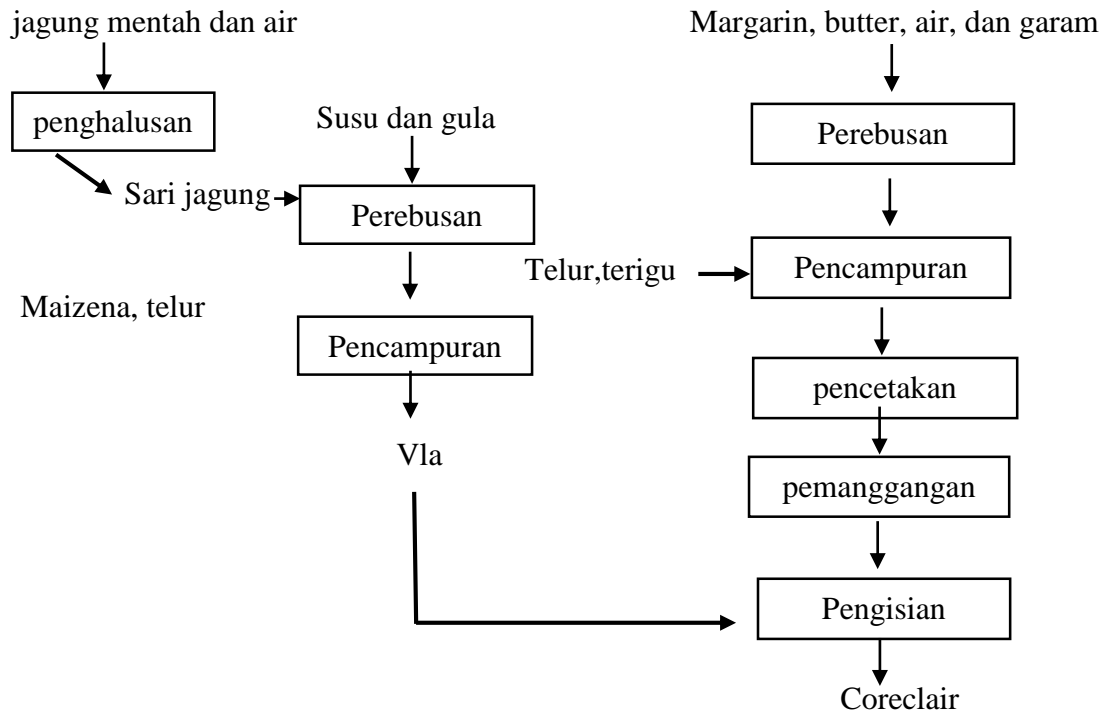 jagung mentah dan air
Margarin, butter, air, dan garam
penghalusan
Susu dan gula
Perebusan
Sari jagung
Perebusan
Telur,terigu
Pencampuran
Maizena, telur
Pencampuran
pencetakan
Vla
pemanggangan
Pengisian
Coreclair